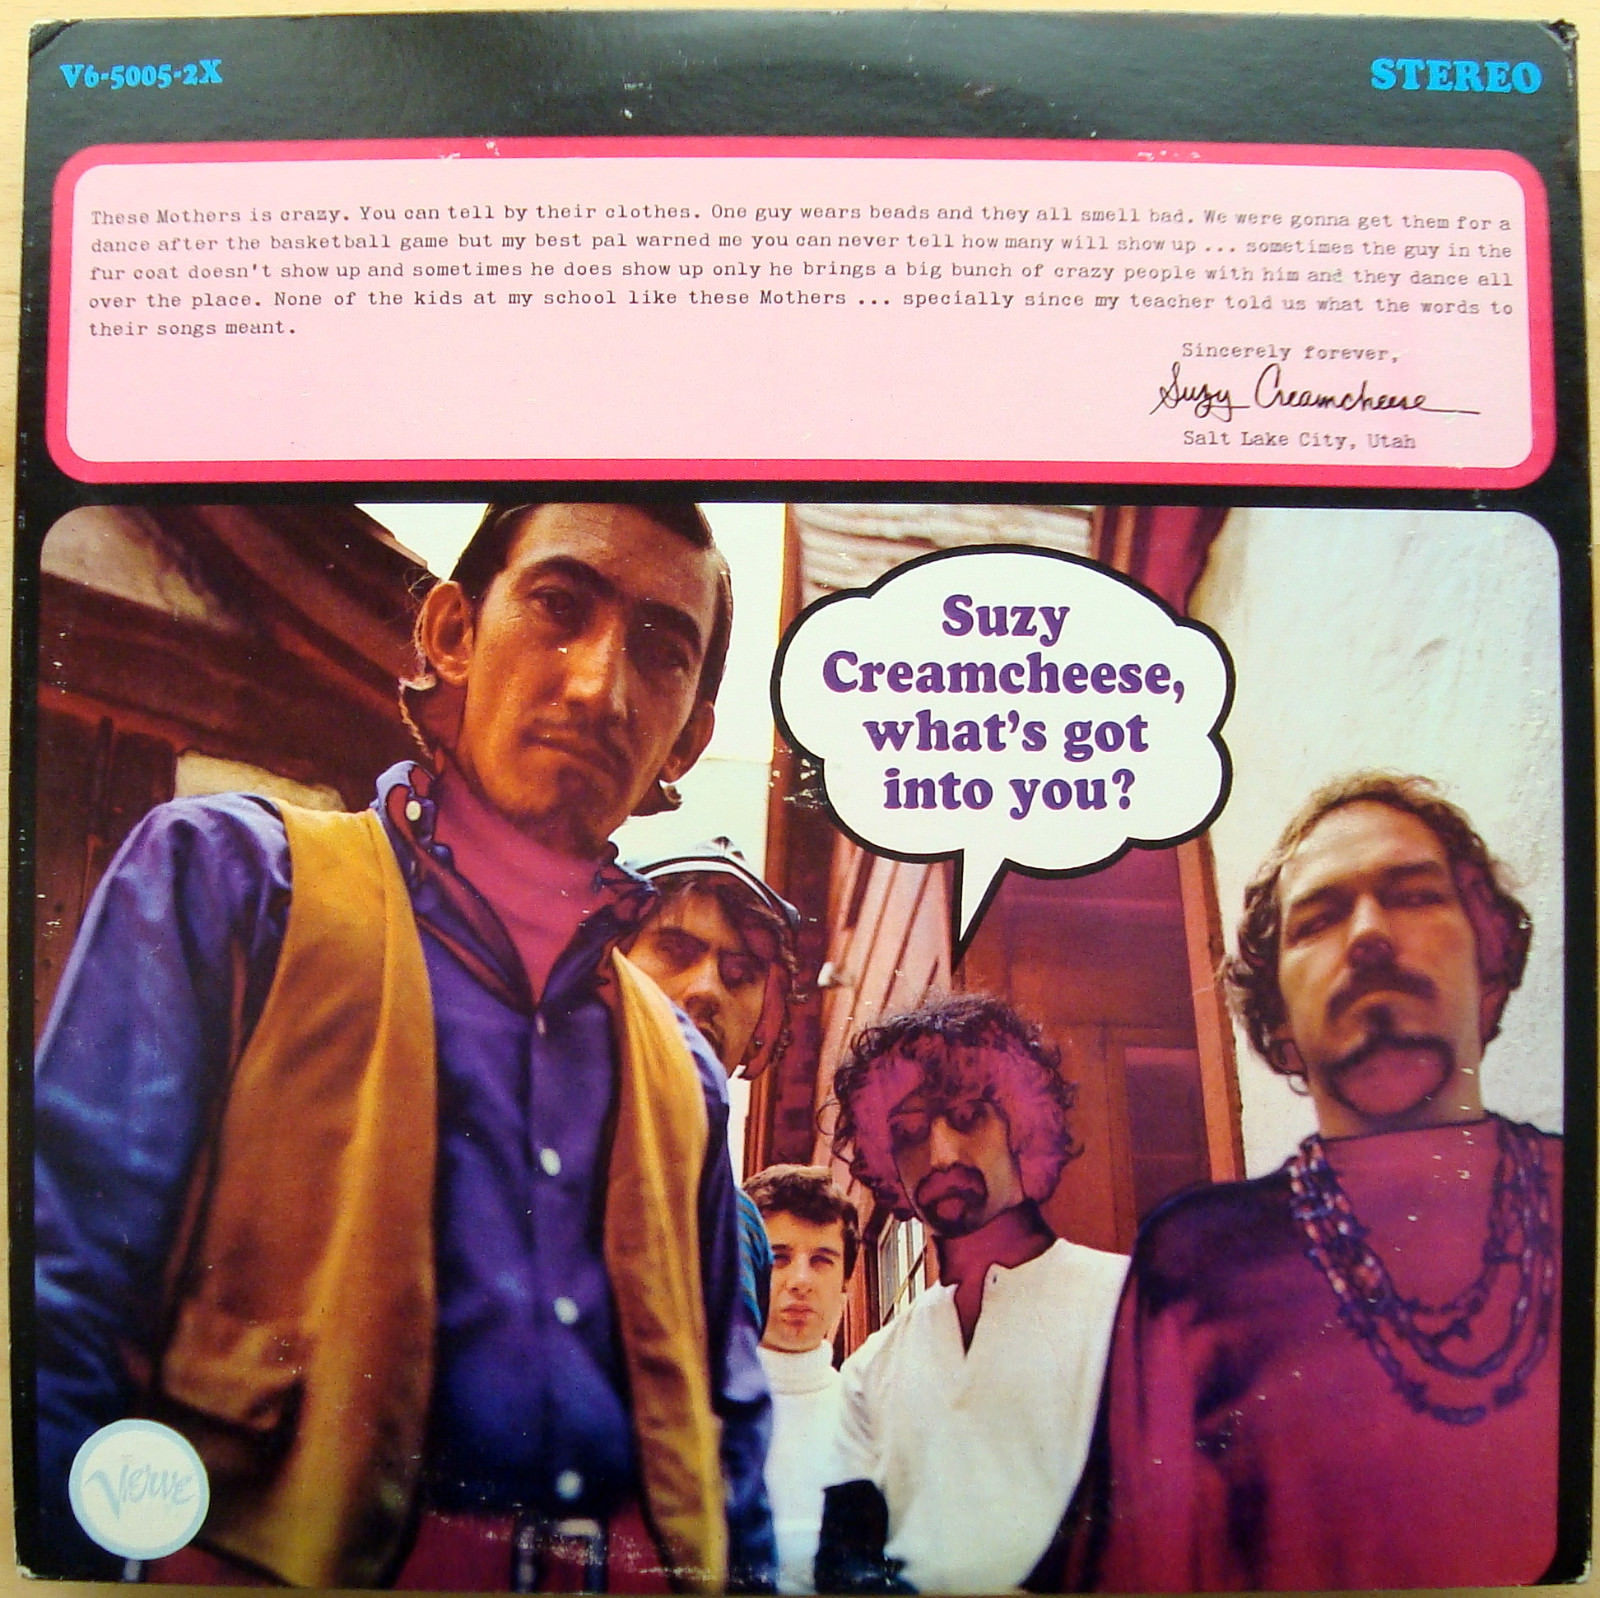 V6-5005-2X
STEREO
These Mothers is crazy. You can tell by their clothes. One guy wears beads and they all smell bad. We were gonna get them for a
dance after the basketball game but my best pal warned me you can never tell how many will show up ... sometimes the guy in the
fur coat doesn't show up and sometimes he does show up only he brings a big bunch of crazy people with him and they dance all
over the place. None of the kids at my school like these Mothers ... specially since my teacher told us what the words to
their songs meant.
Sincerely forever,
Suzy Creamcheese
Salt Lake City, Utah
Suzy
Creamcheese,
what's got
into you?
Verve